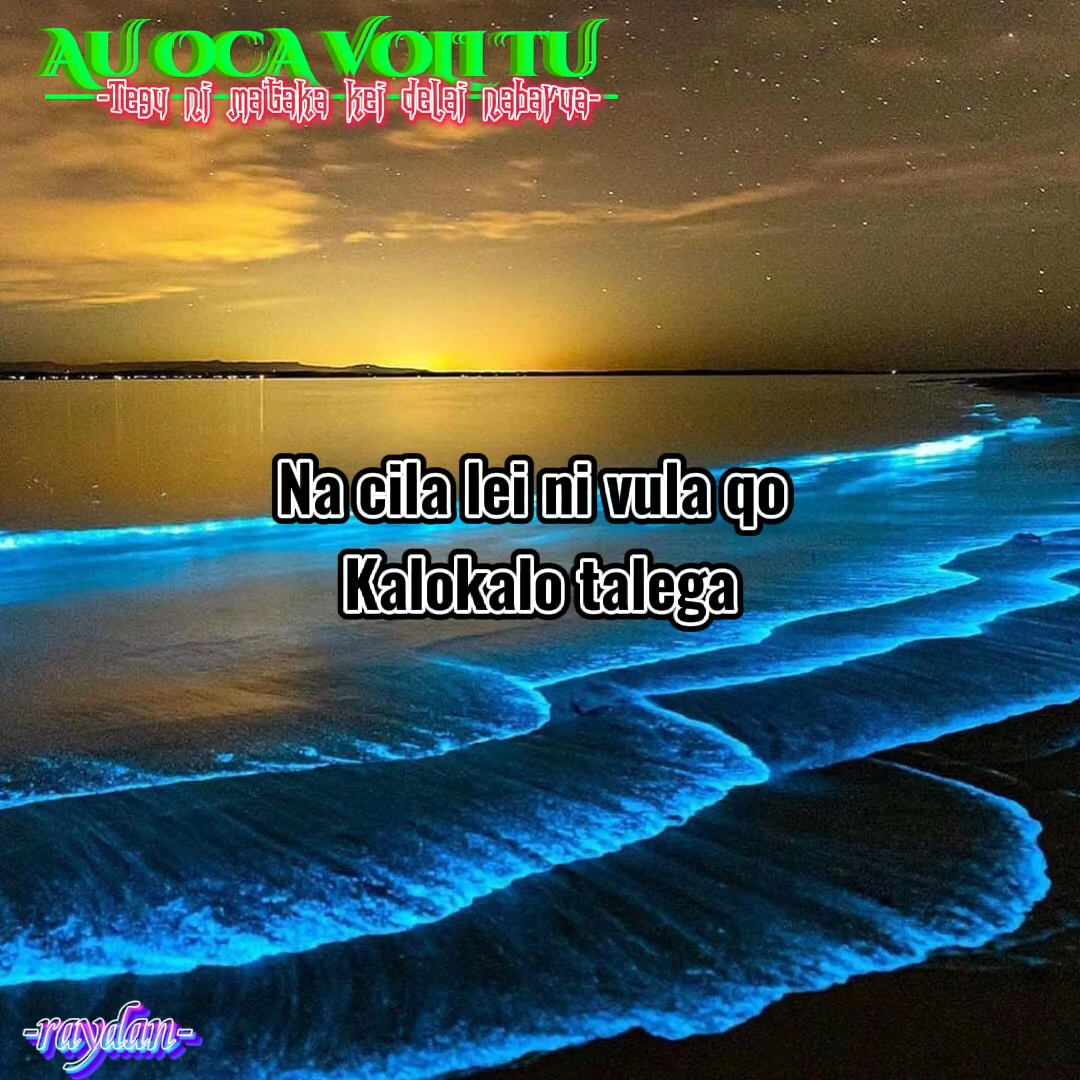 AU OCA VOLI TU
-Tegu ni mataka kei delai nabavua-
Na cila lei ni vula qo
Kalokalo talega
-raydan-